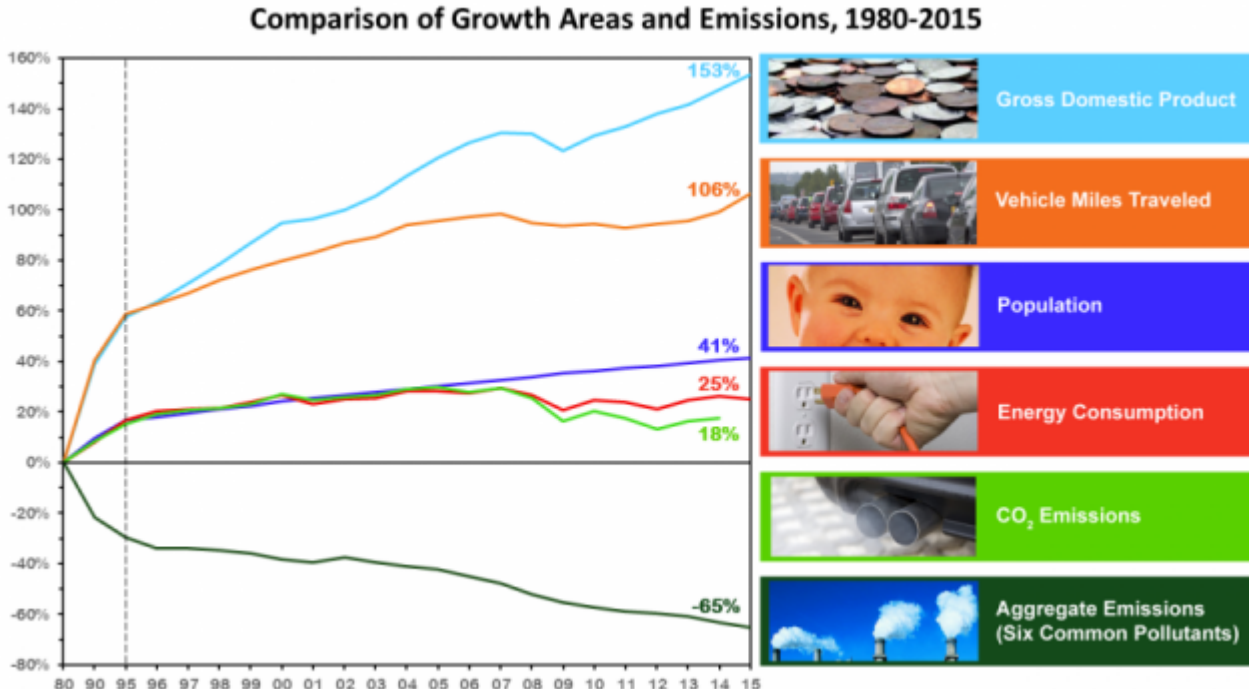 Comparison of Growth Areas and Emissions, 1980-2015
160%
140%
120%
100%
80%
60%
40%
20%
0%
-20%
-40%
-60%
-80%
153%
106%
41%
25%
18%
-65%
80 90 95 96 97 98 99 00 01 02 03 04 05 06 07 08 09 10 11 12 13 14 15
Gross Domestic Product
Vehicle Miles Traveled
Population
Energy Consumption
CO₂ Emissions
Aggregate Emissions
(Six Common Pollutants)